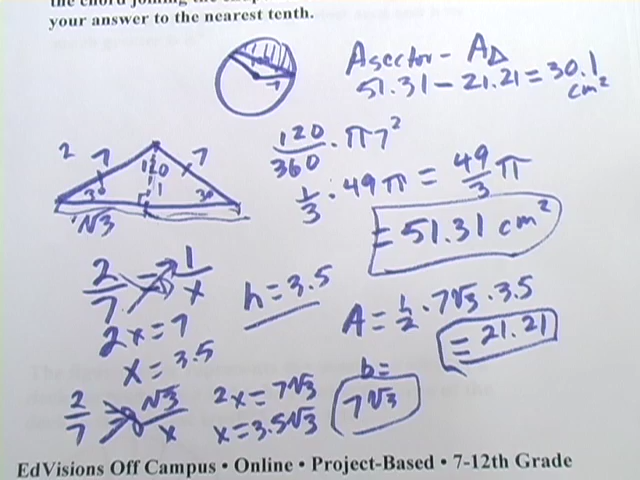 your answer to the nearest tenth.
120
7
A sector - A△
51.31 - 21.21 = 30.1
cm²
120/360 · π7²
1/3 · 49π = 49/3 π
= 51.31 cm²
2 7 7
120
30 1 30
√3
2/7 = 1/x
2x = 7
x = 3.5
h = 3.5
A = 1/2 · 7√3 · 3.5
= 21.21
2/7 = √3/x
2x = 7√3
x = 3.5√3
b =
7√3
EdVisions Off Campus • Online • Project-Based • 7-12th Grade